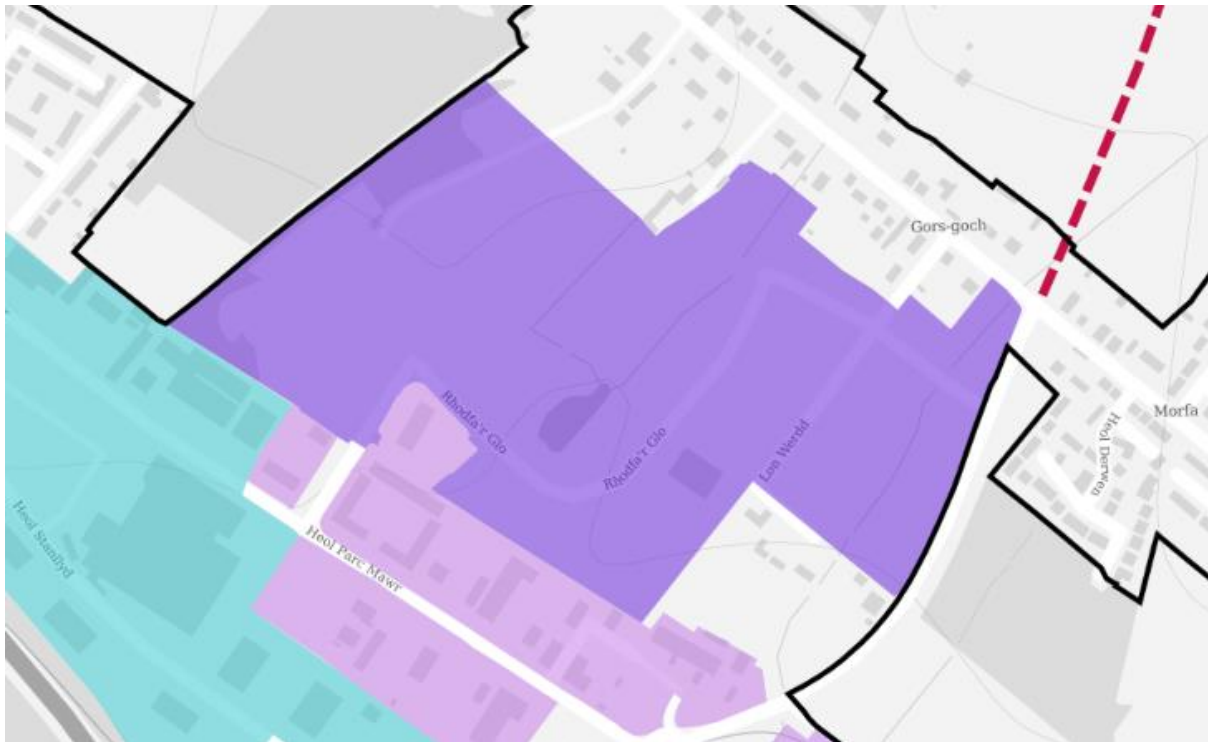 Gors-goch
Morfa
Heol Derwen
Rhodfa'r Glo
Rhodfa'r Glo
Lon Werdd
Heol Parc Mawr
Heol Stanllyd